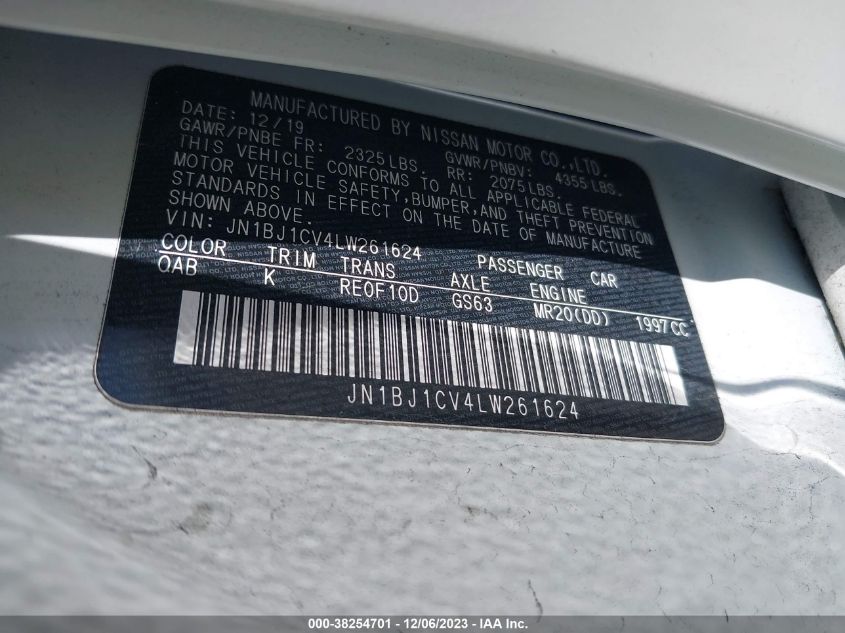 MANUFACTURED BY NISSAN MOTOR CO.,LTD.
DATE: 12/19 GVWR/PNBV: 4355 LBS.
GAWR/PNBE FR: 2325 LBS. RR: 2075 LBS.
THIS VEHICLE CONFORMS TO ALL APPLICABLE FEDERAL
MOTOR VEHICLE SAFETY,BUMPER,AND THEFT PREVENTION
STANDARDS IN EFFECT ON THE DATE OF MANUFACTURE
SHOWN ABOVE.
VIN: JN1BJ1CV4LW261624 PASSENGER CAR
COLOR TRIM TRANS AXLE ENGINE
QAB K RE0F10D GS63 MR20(DD) 1997CC
JN1BJ1CV4LW261624
000-38254701 - 12/06/2023 - IAA Inc.